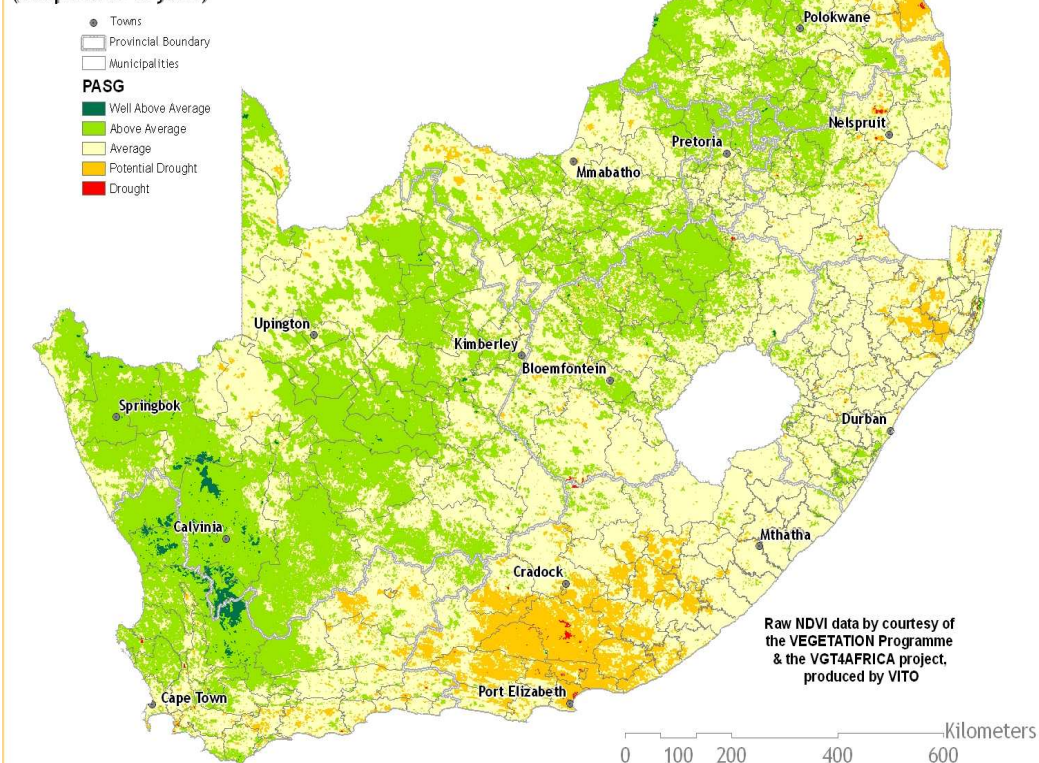 Towns
Provincial Boundary
Municipalities
PASG
Well Above Average
Above Average
Average
Potential Drought
Drought
Polokwane
Nelspruit
Pretoria
Mmabatho
Upington
Kimberley
Bloemfontein
Springbok
Durban
Calvinia
Mthatha
Cradock
Port Elizabeth
Cape Town
Raw NDVI data by courtesy of
the VEGETATION Programme
& the VGT4AFRICA project,
produced by VITO
Kilometers
0 100 200 400 600